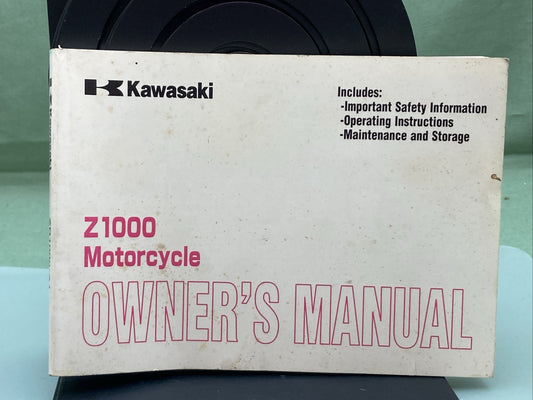 Kawasaki
Includes:
-Important Safety Information
-Operating Instructions
-Maintenance and Storage
Z1000
Motorcycle
OWNER'S MANUAL